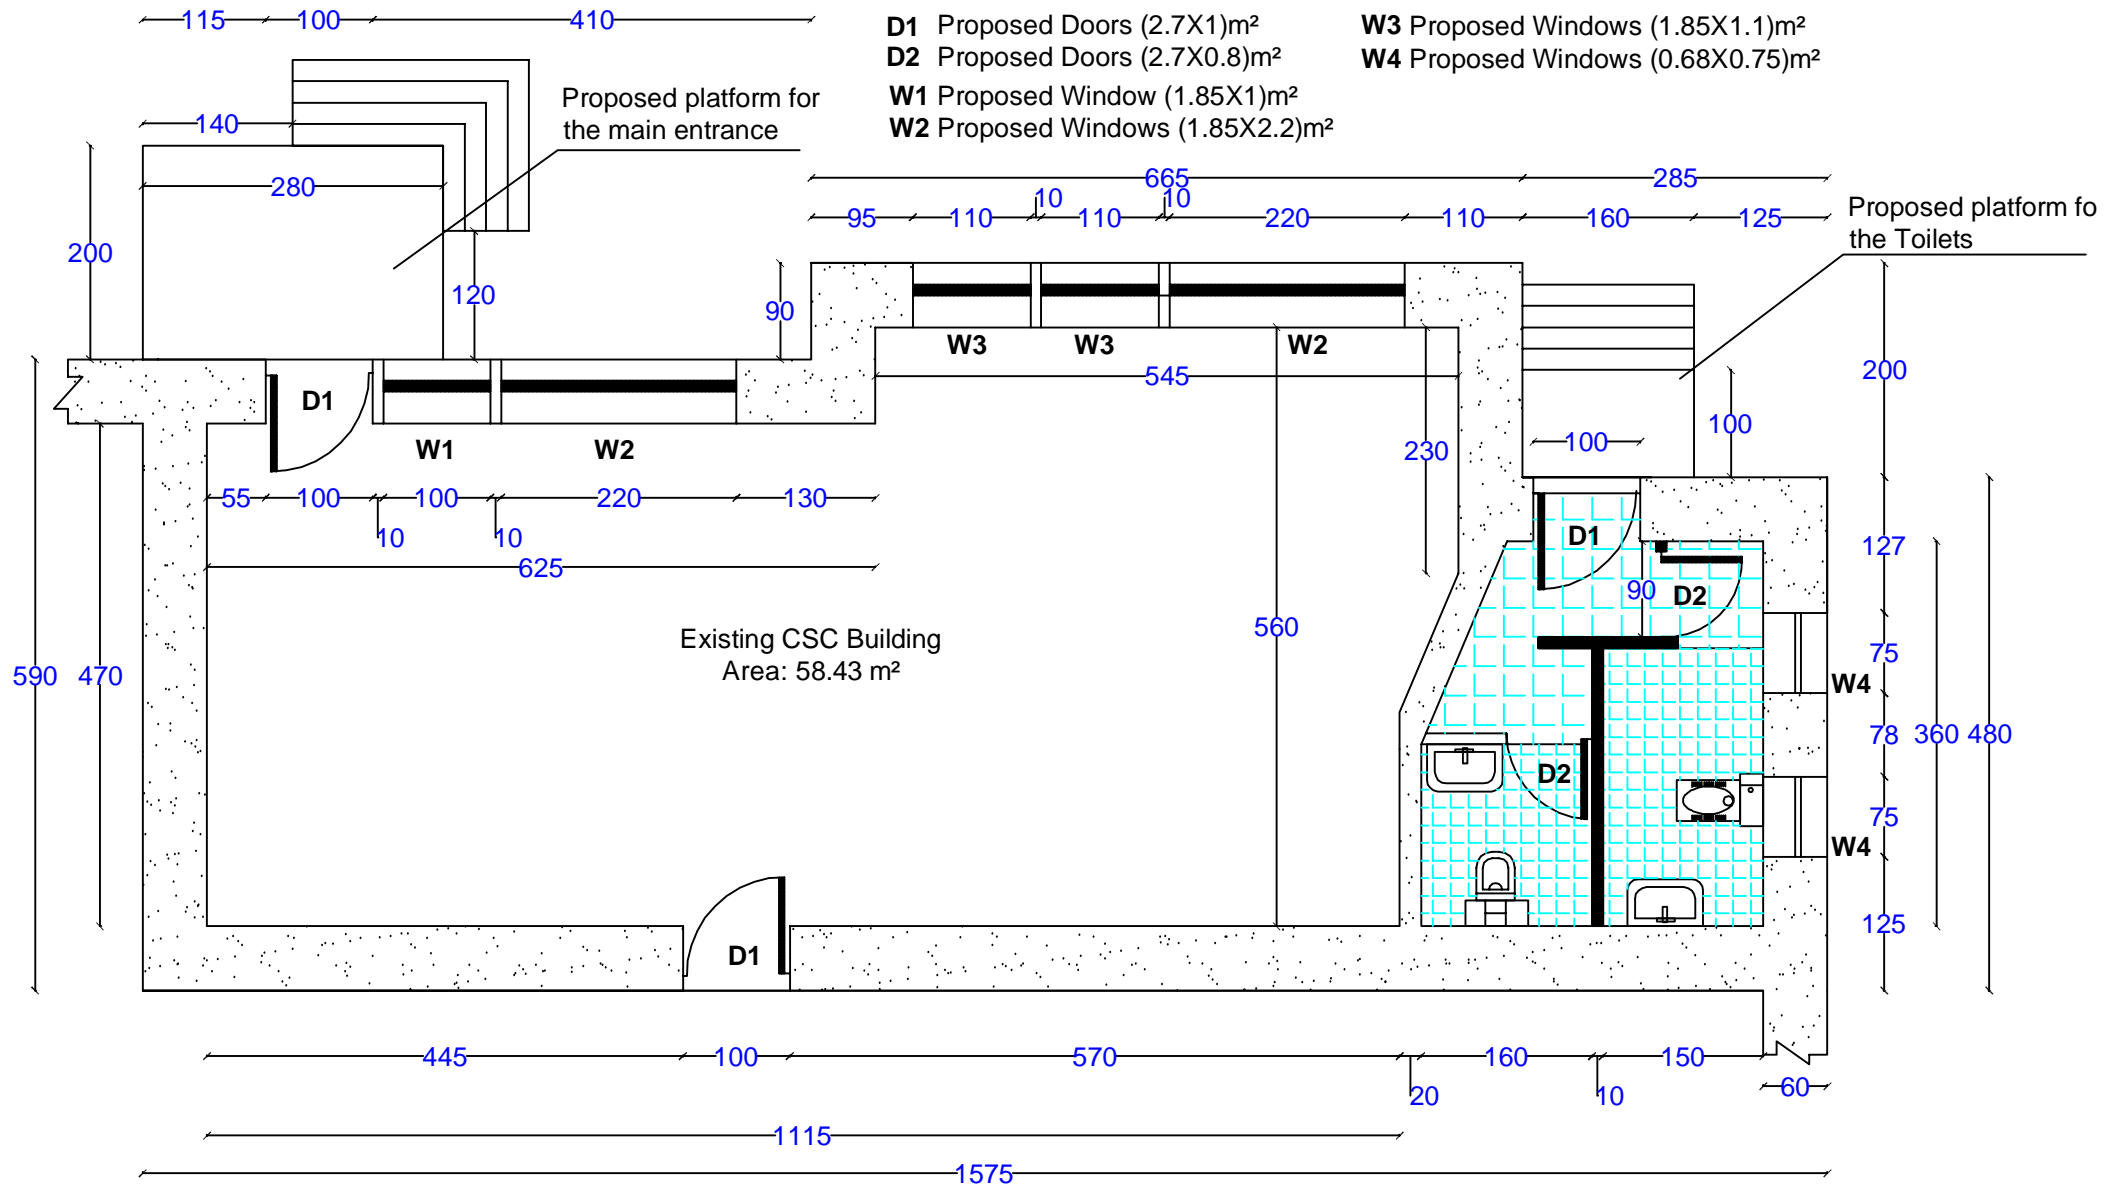 115 100 410
D1 Proposed Doors (2.7X1)m²
W3 Proposed Windows (1.85X1.1)m²
D2 Proposed Doors (2.7X0.8)m²
W4 Proposed Windows (0.68X0.75)m²
W1 Proposed Window (1.85X1)m²
W2 Proposed Windows (1.85X2.2)m²
Proposed platform for
the main entrance
140
280
200
120
90
665 285
10 10
95 110 110 220 110 160 125
Proposed platform fo
the Toilets
W3 W3 W2
545
200
D1
100
100
W1 W2
230
55 100 100 220 130
10 10
625
D1
127
90
D2
560
Existing CSC Building
Area: 58.43 m²
590 470
75
W4
78 360 480
D2
75
W4
125
D1
445 100 570 160 150
20 10 60
1115
1575